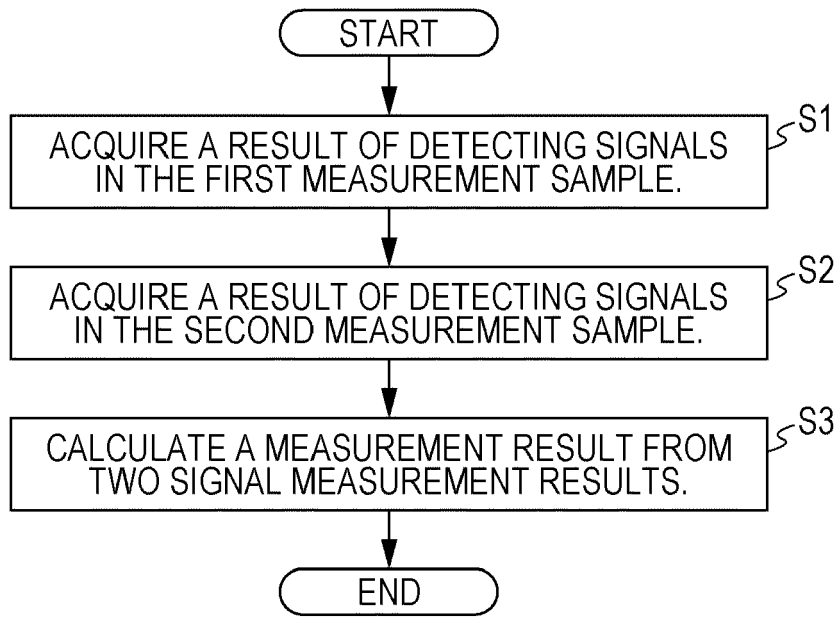 START
S1
ACQUIRE A RESULT OF DETECTING SIGNALS
IN THE FIRST MEASUREMENT SAMPLE.
S2
ACQUIRE A RESULT OF DETECTING SIGNALS
IN THE SECOND MEASUREMENT SAMPLE.
S3
CALCULATE A MEASUREMENT RESULT FROM
TWO SIGNAL MEASUREMENT RESULTS.
END